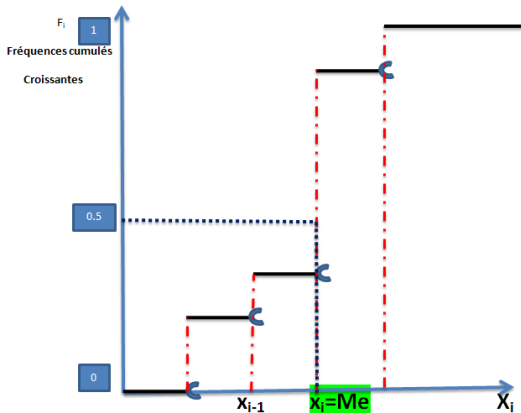 Fᵢ
1
Fréquences cumulés
Croissantes
0.5
0
xᵢ₋₁
xᵢ=Me
Xᵢ